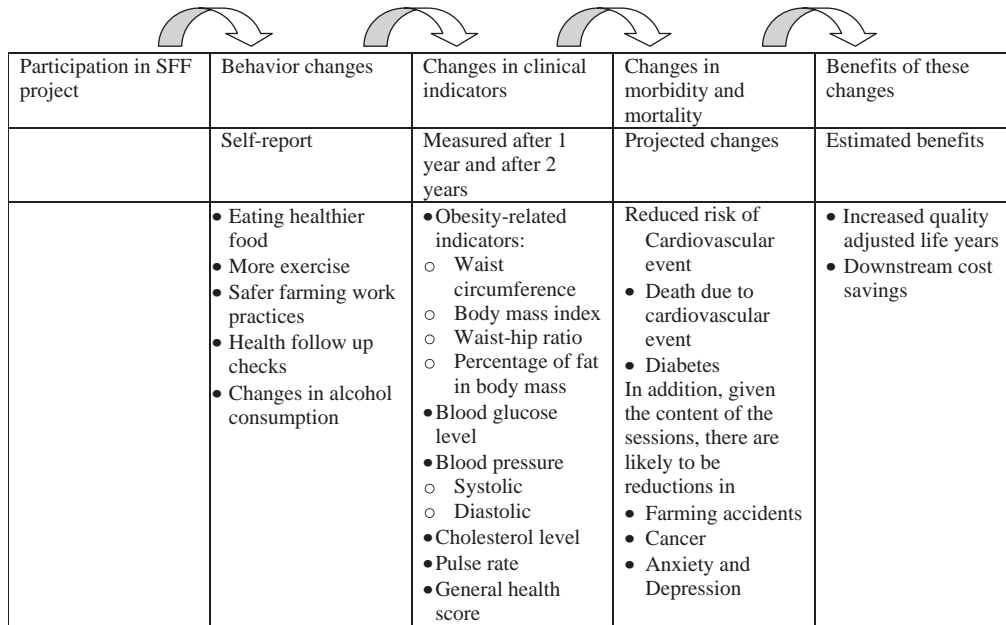 Participation in SFF
project
Behavior changes
Changes in clinical
indicators
Changes in
morbidity and
mortality
Benefits of these
changes
Self-report
Measured after 1
year and after 2
years
Projected changes
Estimated benefits
• Eating healthier
food
• More exercise
• Safer farming work
practices
• Health follow up
checks
• Changes in alcohol
consumption
• Obesity-related
indicators:
o Waist
circumference
o Body mass index
o Waist-hip ratio
o Percentage of fat
in body mass
• Blood glucose
level
• Blood pressure
o Systolic
o Diastolic
• Cholesterol level
• Pulse rate
• General health
score
Reduced risk of
Cardiovascular
event
• Death due to
cardiovascular
event
• Diabetes
In addition, given
the content of the
sessions, there are
likely to be
reductions in
• Farming accidents
• Cancer
• Anxiety and
Depression
• Increased quality
adjusted life years
• Downstream cost
savings